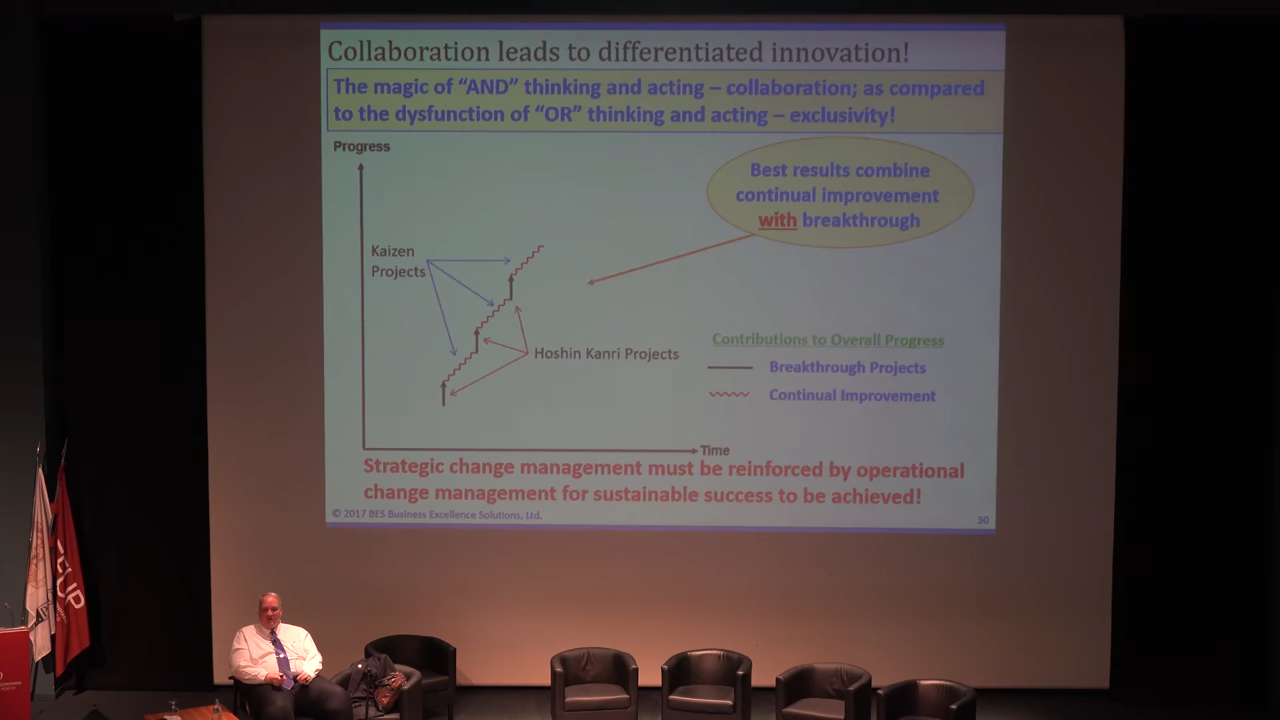 Collaboration leads to differentiated innovation!
The magic of “AND” thinking and acting – collaboration; as compared
to the dysfunction of “OR” thinking and acting – exclusivity!
Progress
Best results combine
continual improvement
with breakthrough
Kaizen
Projects
Hoshin Kanri Projects
Contributions to Overall Progress
Breakthrough Projects
Continual Improvement
Time
Strategic change management must be reinforced by operational
change management for sustainable success to be achieved!
© 2017 BES Business Excellence Solutions, Ltd.
30
FEUP